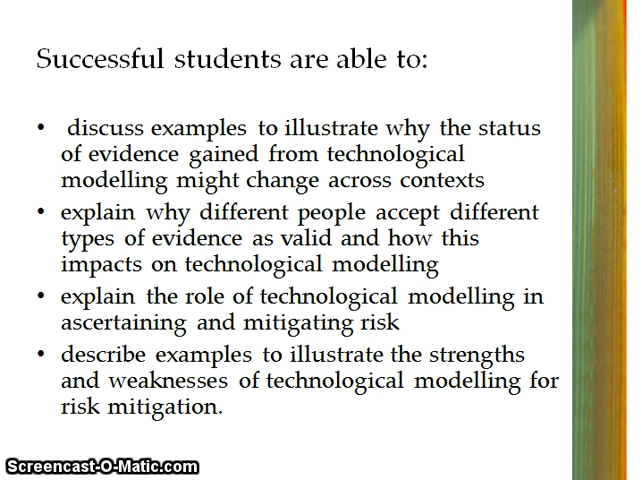 Successful students are able to:
• discuss examples to illustrate why the status
of evidence gained from technological
modelling might change across contexts
• explain why different people accept different
types of evidence as valid and how this
impacts on technological modelling
• explain the role of technological modelling in
ascertaining and mitigating risk
• describe examples to illustrate the strengths
and weaknesses of technological modelling for
risk mitigation.
Screencast-O-Matic.com